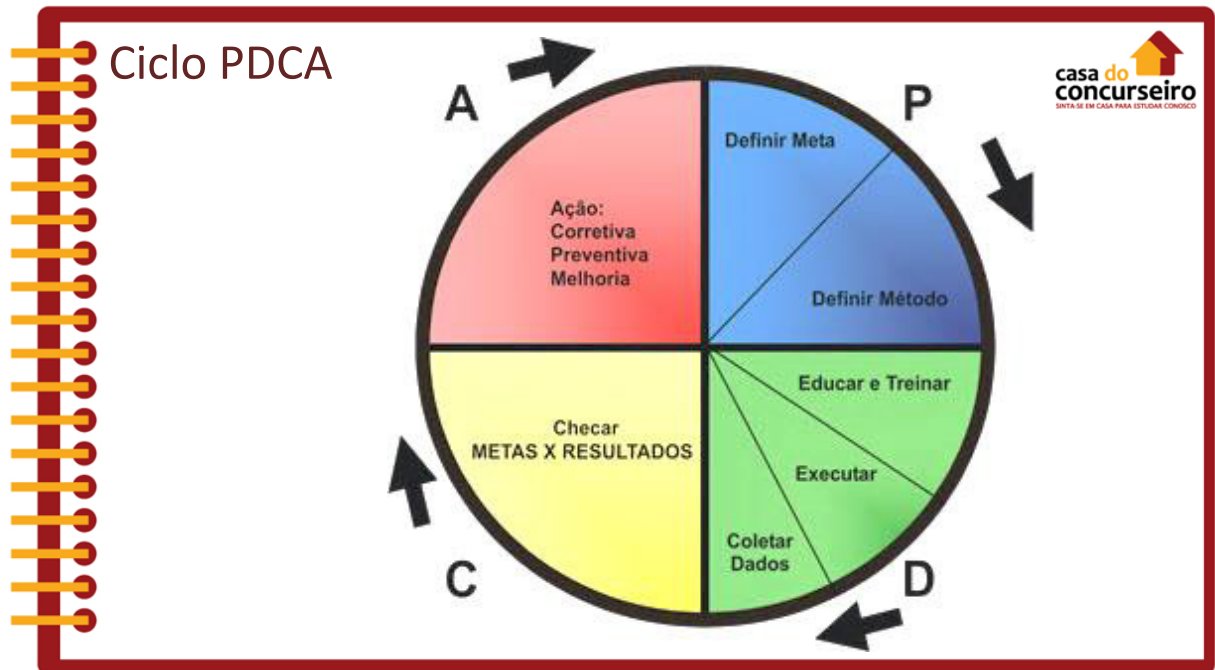 Ciclo PDCA
casa do
concurseiro
SINTA-SE EM CASA PARA ESTUDAR CONOSCO
A
P
Definir Meta
Ação:
Corretiva
Preventiva
Melhoria
Definir Método
Educar e Treinar
Checar
METAS X RESULTADOS
Executar
Coletar
Dados
C
D